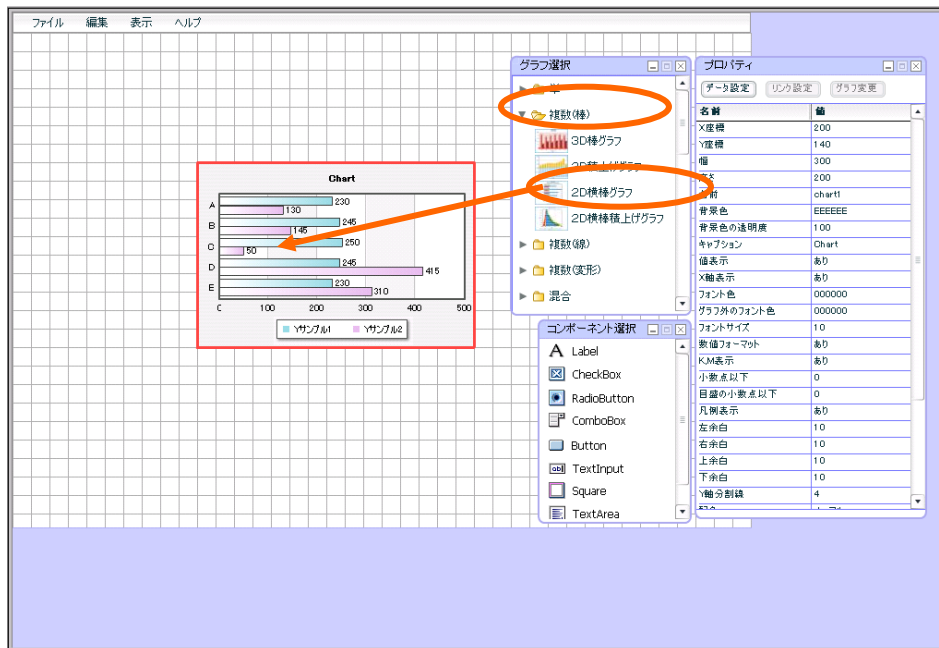 ファイル 編集 表示 ヘルプ
グラフ選択
複数(棒)
3D棒グラフ
2D横棒グラフ
2D横棒積上げグラフ
複数(線)
複数(変形)
混合
コンポーネント選択
Label
CheckBox
RadioButton
ComboBox
Button
TextInput
Square
TextArea
プロパティ
データ設定 リンク設定 グラフ変更
名前 値
X座標 200
Y座標 140
幅 300
200
chart1
背景色 EEEEEE
背景色の透明度 100
キャプション Chart
値表示 あり
X軸表示 あり
フォント色 000000
グラフ外のフォント色 000000
フォントサイズ 10
数値フォーマット あり
K,M表示 あり
小数点以下 0
目盛の小数点以下 0
凡例表示 あり
左余白 10
右余白 10
上余白 10
下余白 10
Y軸分割線 4
Chart
A 230
130
B 245
145
C 250
50
D 245
415
E 230
310
0 100 200 300 400 500
Yサンプル1 Yサンプル2